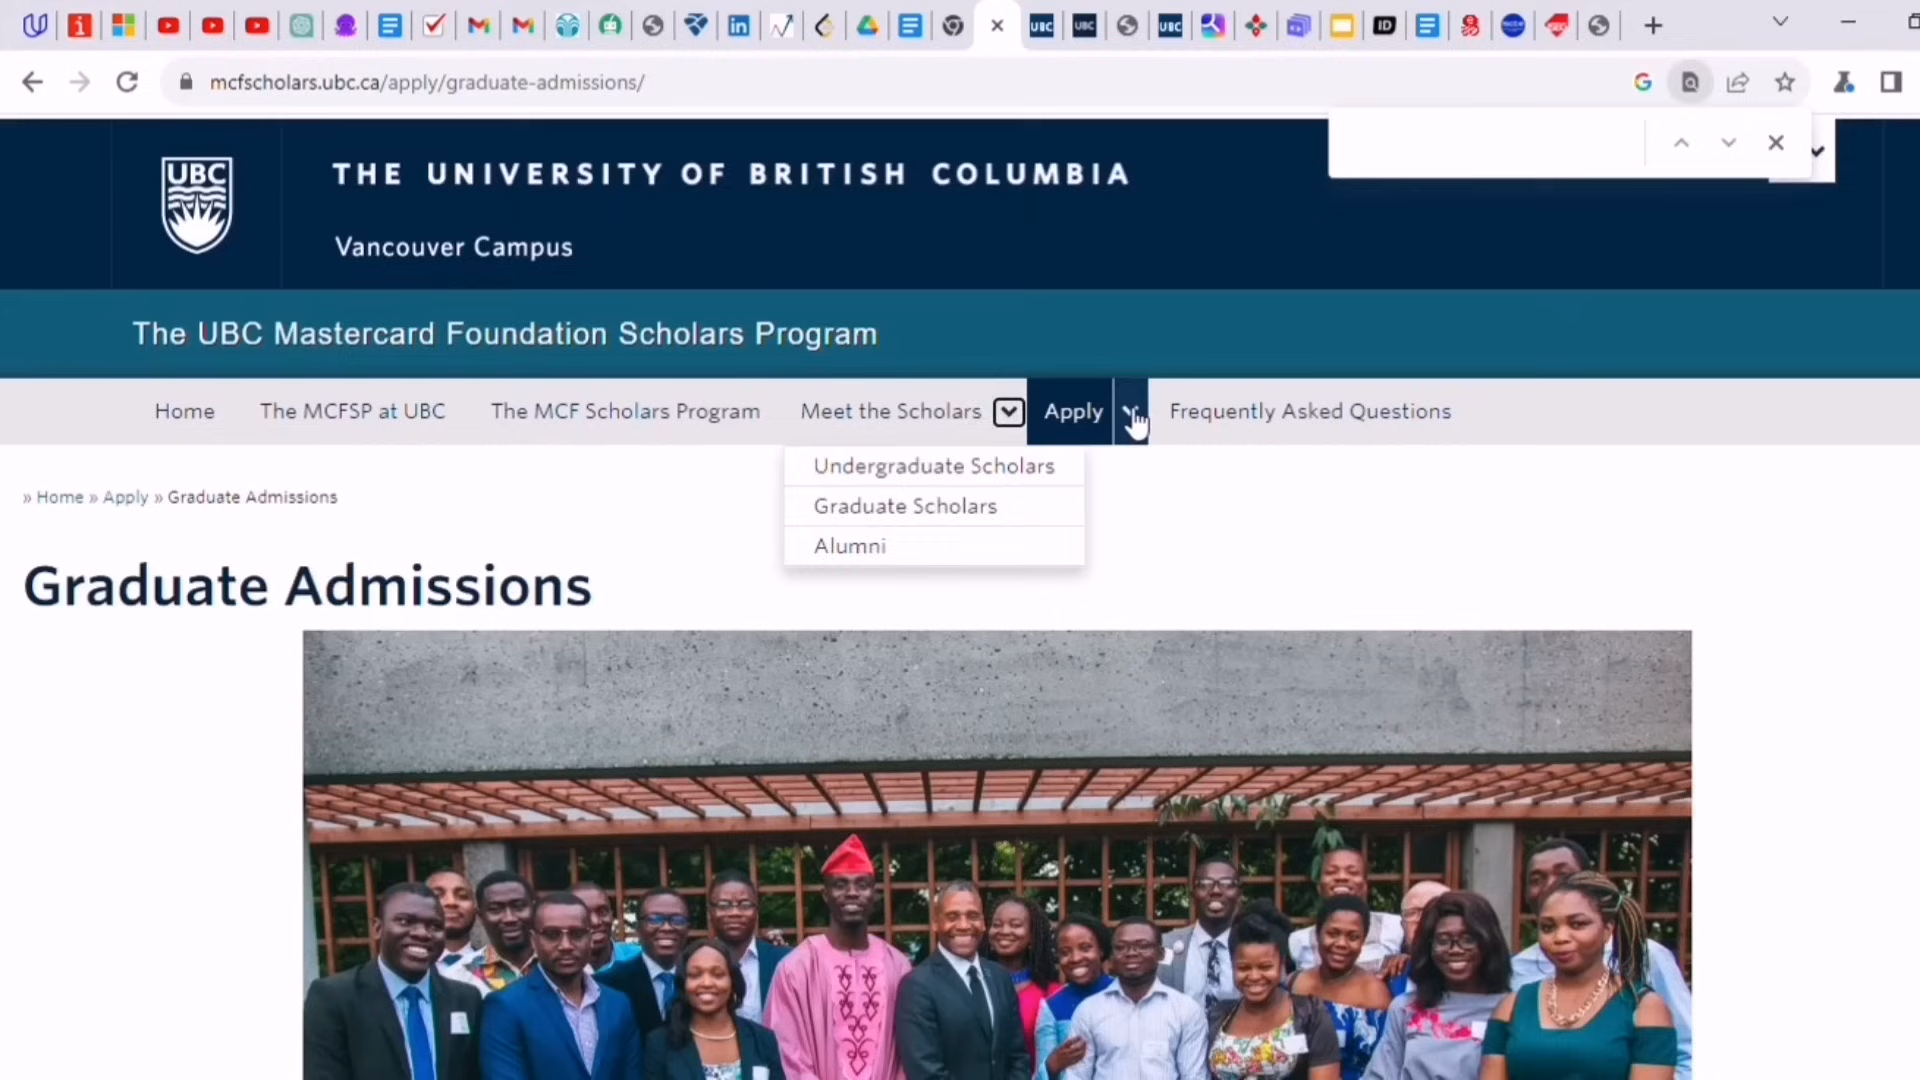 mcfscholars.ubc.ca/apply/graduate-admissions/
UBC
THE UNIVERSITY OF BRITISH COLUMBIA
Vancouver Campus
The UBC Mastercard Foundation Scholars Program
Home
The MCFSP at UBC
The MCF Scholars Program
Meet the Scholars
Apply
Frequently Asked Questions
Undergraduate Scholars
Graduate Scholars
Alumni
» Home » Apply » Graduate Admissions
Graduate Admissions